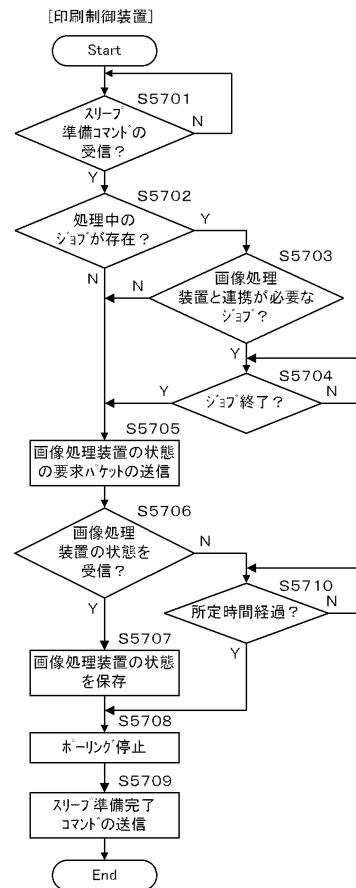 [印刷制御装置]
Start
S5701
スリープ
準備コマンドの
受信？
N
Y
S5702
処理中の
ジョブが存在？
Y
N
S5703
画像処理
装置と連携が必要な
ジョブ？
N
Y
S5704
ジョブ終了？
Y
N
S5705
画像処理装置の状態
の要求パケットの送信
S5706
画像処理
装置の状態を
受信？
N
Y
S5710
所定時間経過？
N
Y
S5707
画像処理装置の状態
を保存
S5708
ポーリング停止
S5709
スリープ準備完了
コマンドの送信
End